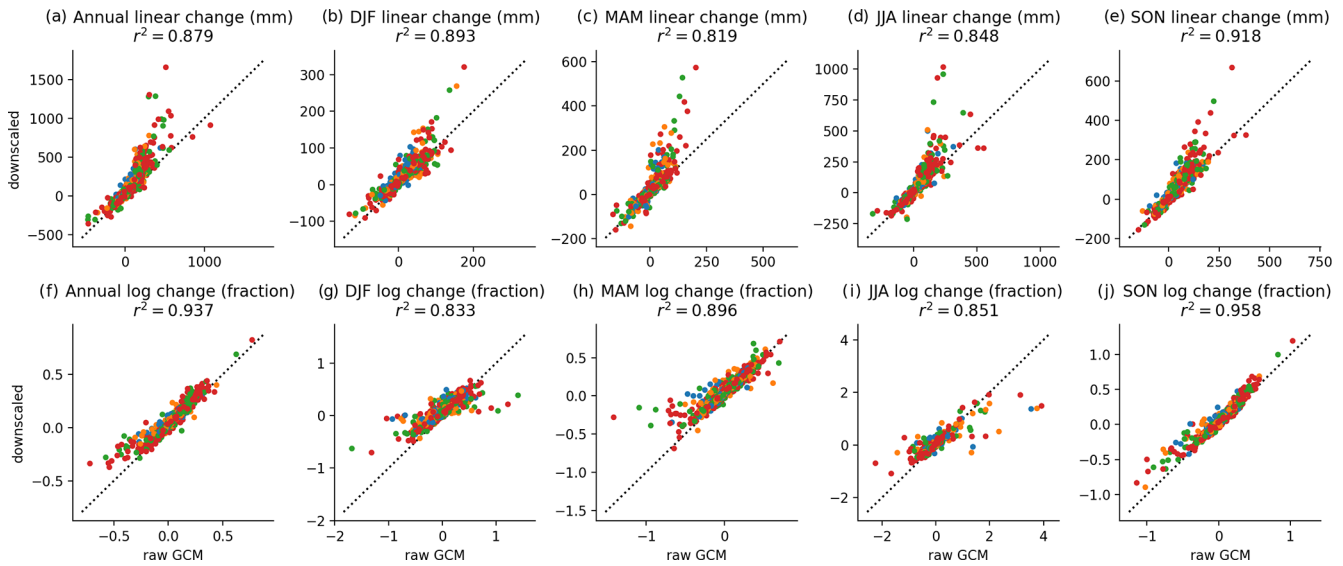 (a) Annual linear change (mm)
r² = 0.879
(b) DJF linear change (mm)
r² = 0.893
(c) MAM linear change (mm)
r² = 0.819
(d) JJA linear change (mm)
r² = 0.848
(e) SON linear change (mm)
r² = 0.918
downscaled
1500
1000
500
0
−500
0
1000
300
200
100
0
−100
0
200
600
400
200
0
−200
0
200
400
600
1000
750
500
250
0
−250
0
500
1000
600
400
200
0
−200
0
250
500
750
(f) Annual log change (fraction)
r² = 0.937
(g) DJF log change (fraction)
r² = 0.833
(h) MAM log change (fraction)
r² = 0.896
(i) JJA log change (fraction)
r² = 0.851
(j) SON log change (fraction)
r² = 0.958
downscaled
0.5
0.0
−0.5
−0.5
0.0
0.5
raw GCM
1
0
−1
−2
−2
−1
0
1
raw GCM
0.5
0.0
−0.5
−1.0
−1.5
−1
0
raw GCM
4
2
0
−2
−2
0
2
4
raw GCM
1.0
0.5
0.0
−0.5
−1.0
−1
0
1
raw GCM